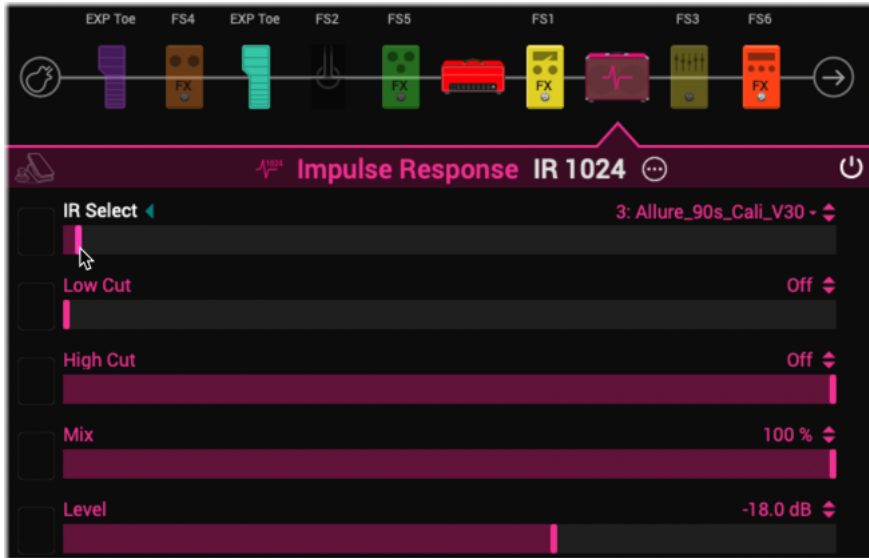 EXP Toe FS4 EXP Toe FS2 FS5 FS1 FS3 FS6
FX FX FX FX
1024 Impulse Response IR 1024
IR Select 3: Allure_90s_Cali_V30
Low Cut Off
High Cut Off
Mix 100 %
Level -18.0 dB